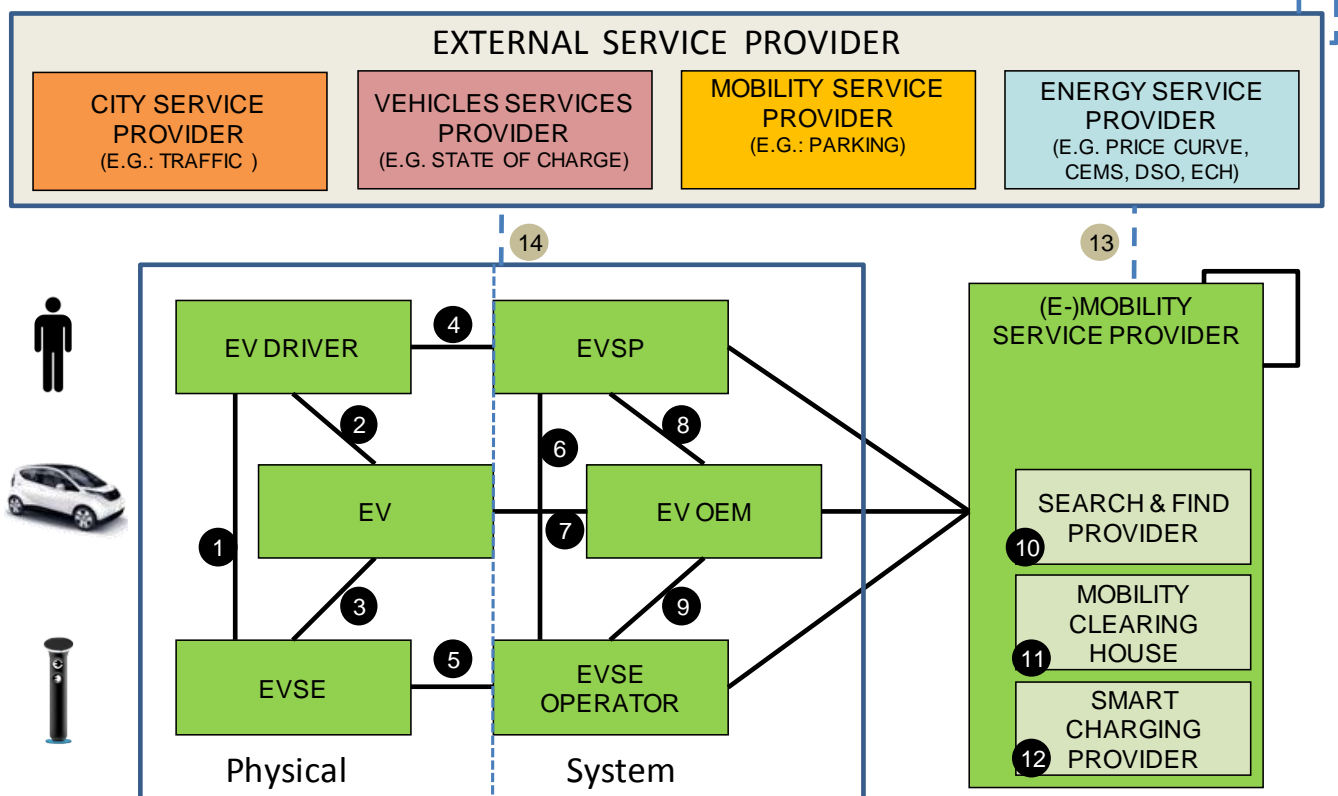 EXTERNAL SERVICE PROVIDER
CITY SERVICE
PROVIDER
(E.G.: TRAFFIC )
VEHICLES SERVICES
PROVIDER
(E.G. STATE OF CHARGE)
MOBILITY SERVICE
PROVIDER
(E.G.: PARKING)
ENERGY SERVICE
PROVIDER
(E.G. PRICE CURVE,
CEMS, DSO, ECH)
14
13
EV DRIVER
4
EVSP
(E-)MOBILITY
SERVICE PROVIDER
2
8
6
EV
7
EV OEM
1
3
9
SEARCH & FIND
PROVIDER
10
MOBILITY
CLEARING
HOUSE
11
EVSE
5
EVSE
OPERATOR
SMART
CHARGING
PROVIDER
12
Physical
System